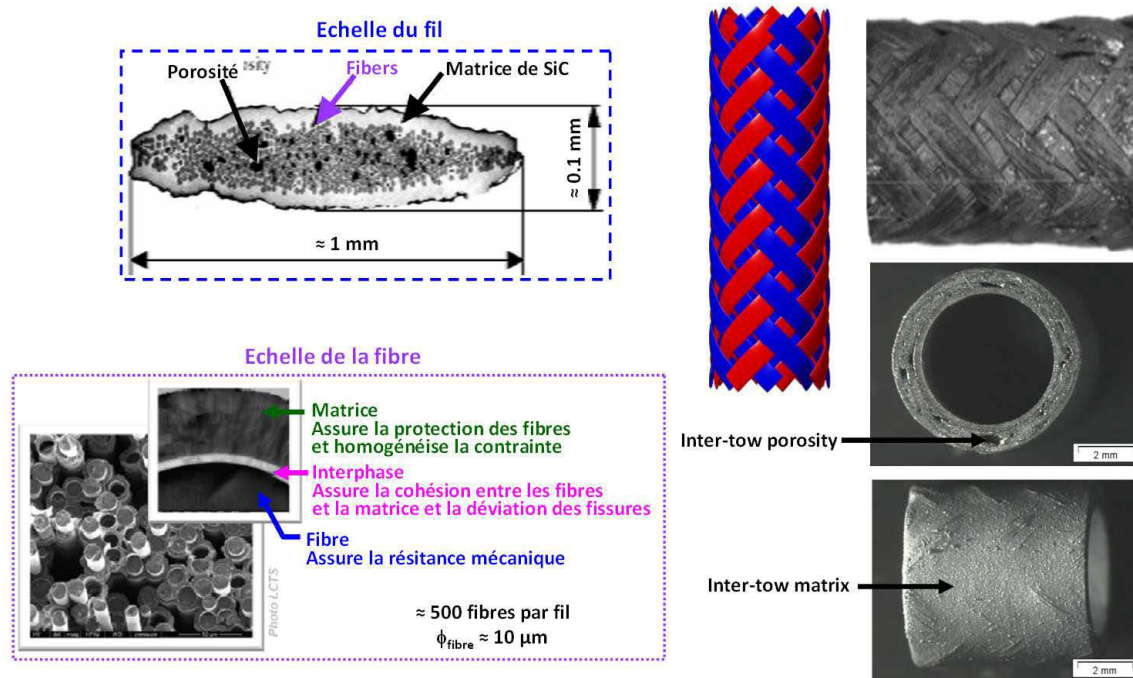 Echelle du fil
Porosité
Fibers
Matrice de SiC
≈ 0.1 mm
≈ 1 mm
Echelle de la fibre
Matrice
Assure la protection des fibres
et homogénéise la contrainte
Interphase
Assure la cohésion entre les fibres
et la matrice et la déviation des fissures
Fibre
Assure la résitance mécanique
Photo LCTS
≈ 500 fibres par fil
ϕfibre ≈ 10 µm
Inter-tow porosity
2 mm
Inter-tow matrix
2 mm